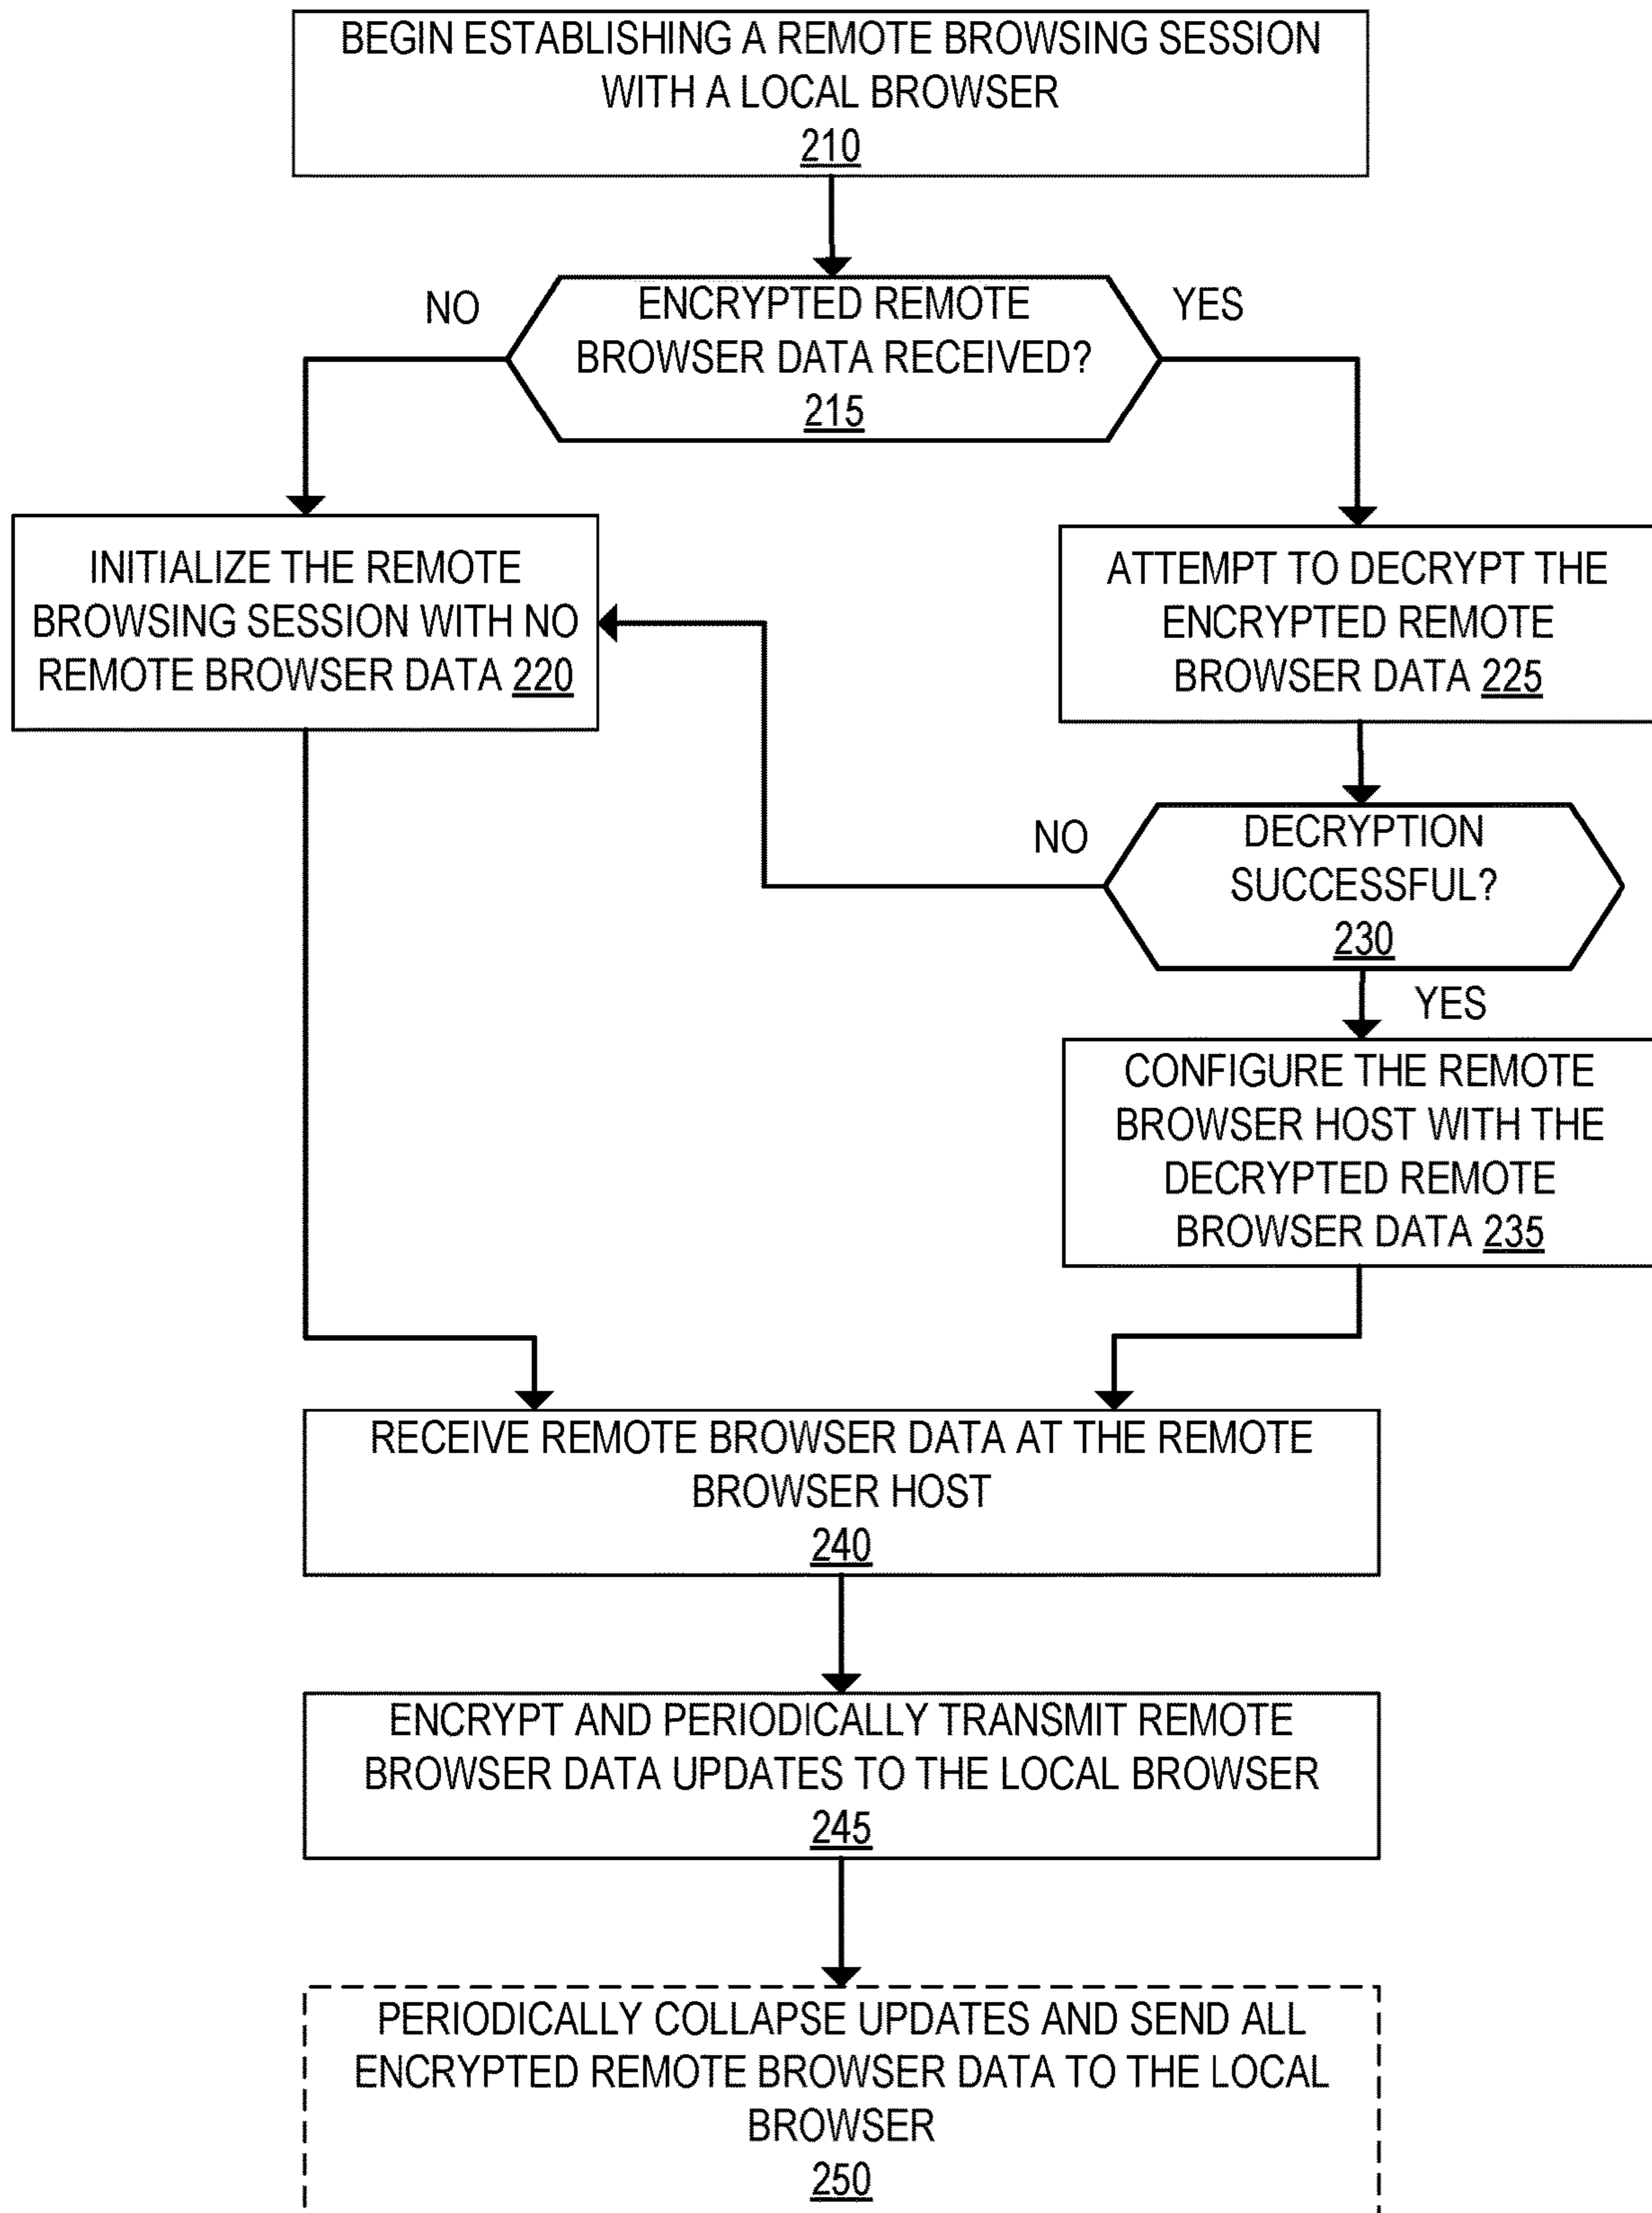 BEGIN ESTABLISHING A REMOTE BROWSING SESSION
WITH A LOCAL BROWSER
210
NO
YES
ENCRYPTED REMOTE
BROWSER DATA RECEIVED?
215
INITIALIZE THE REMOTE
BROWSING SESSION WITH NO
REMOTE BROWSER DATA 220
ATTEMPT TO DECRYPT THE
ENCRYPTED REMOTE
BROWSER DATA 225
NO
DECRYPTION
SUCCESSFUL?
230
YES
CONFIGURE THE REMOTE
BROWSER HOST WITH THE
DECRYPTED REMOTE
BROWSER DATA 235
RECEIVE REMOTE BROWSER DATA AT THE REMOTE
BROWSER HOST
240
ENCRYPT AND PERIODICALLY TRANSMIT REMOTE
BROWSER DATA UPDATES TO THE LOCAL BROWSER
245
PERIODICALLY COLLAPSE UPDATES AND SEND ALL
ENCRYPTED REMOTE BROWSER DATA TO THE LOCAL
BROWSER
250